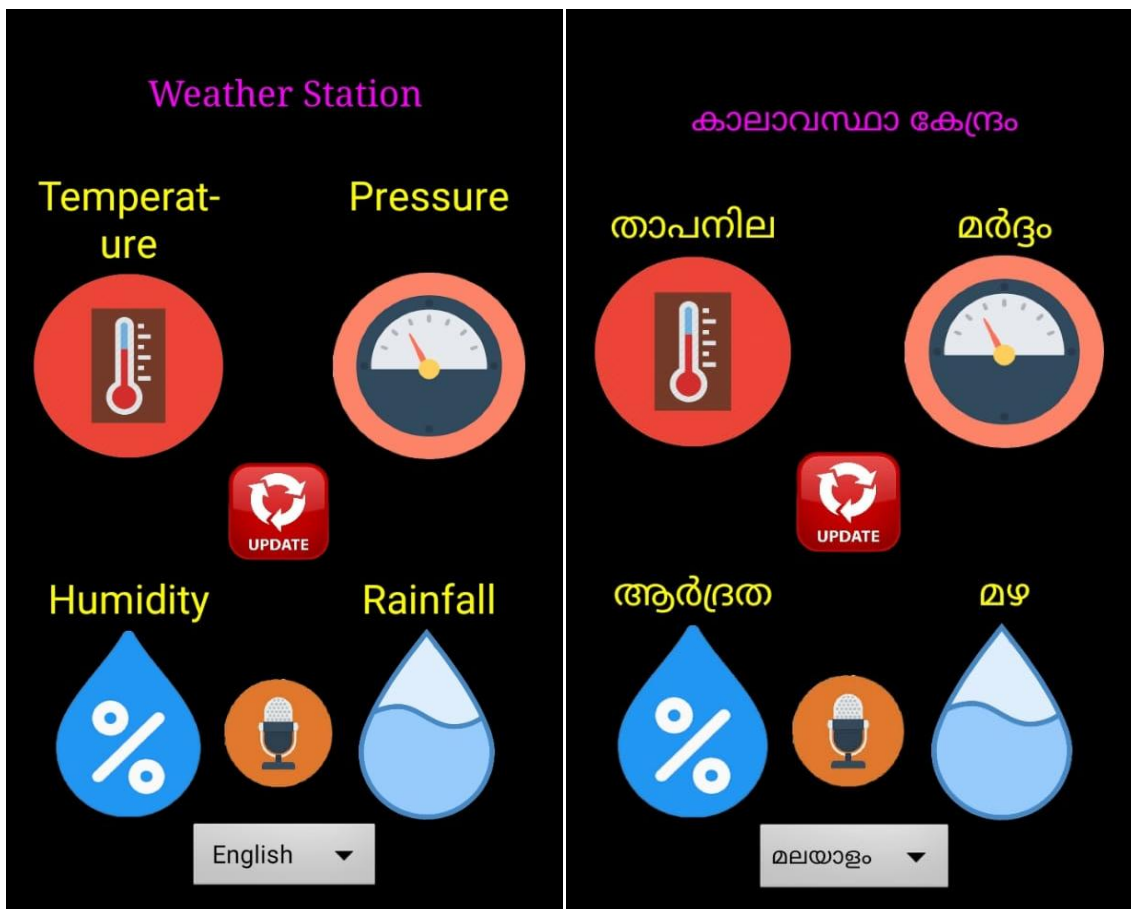 Weather Station
Temperat-
ure
Pressure
UPDATE
Humidity
Rainfall
English
കാലാവസ്ഥാ കേന്ദ്രം
താപനില
മർദ്ദം
UPDATE
ആർദ്രത
മഴ
മലയാളം